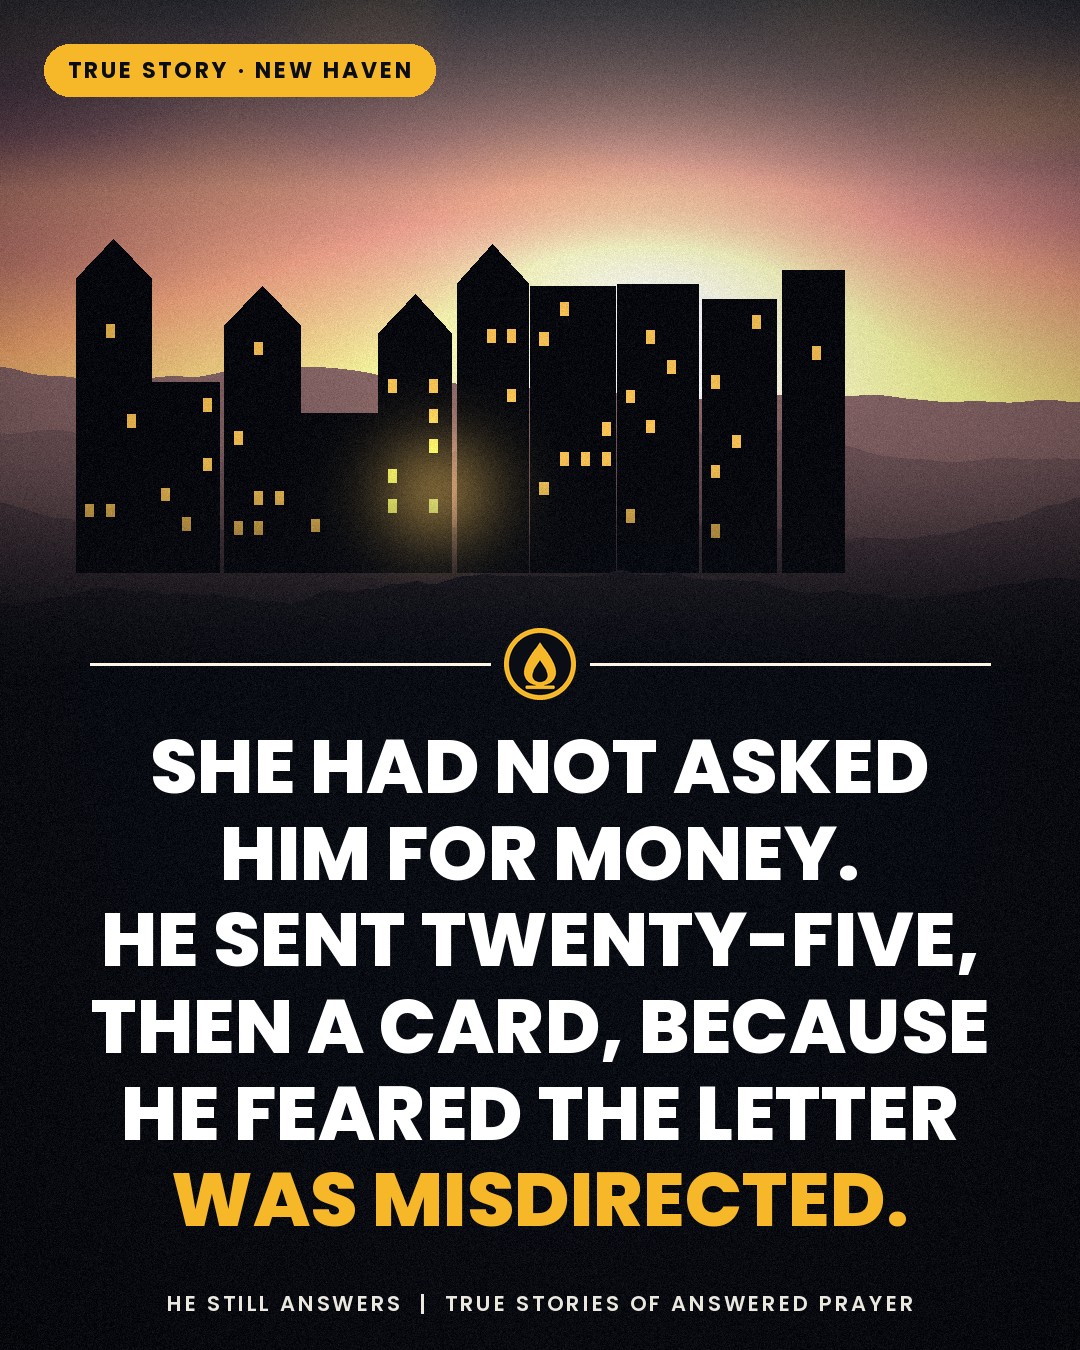 TRUE STORY · NEW HAVEN
SHE HAD NOT ASKED
HIM FOR MONEY.
HE SENT TWENTY-FIVE,
THEN A CARD, BECAUSE
HE FEARED THE LETTER
WAS MISDIRECTED.
HE STILL ANSWERS | TRUE STORIES OF ANSWERED PRAYER